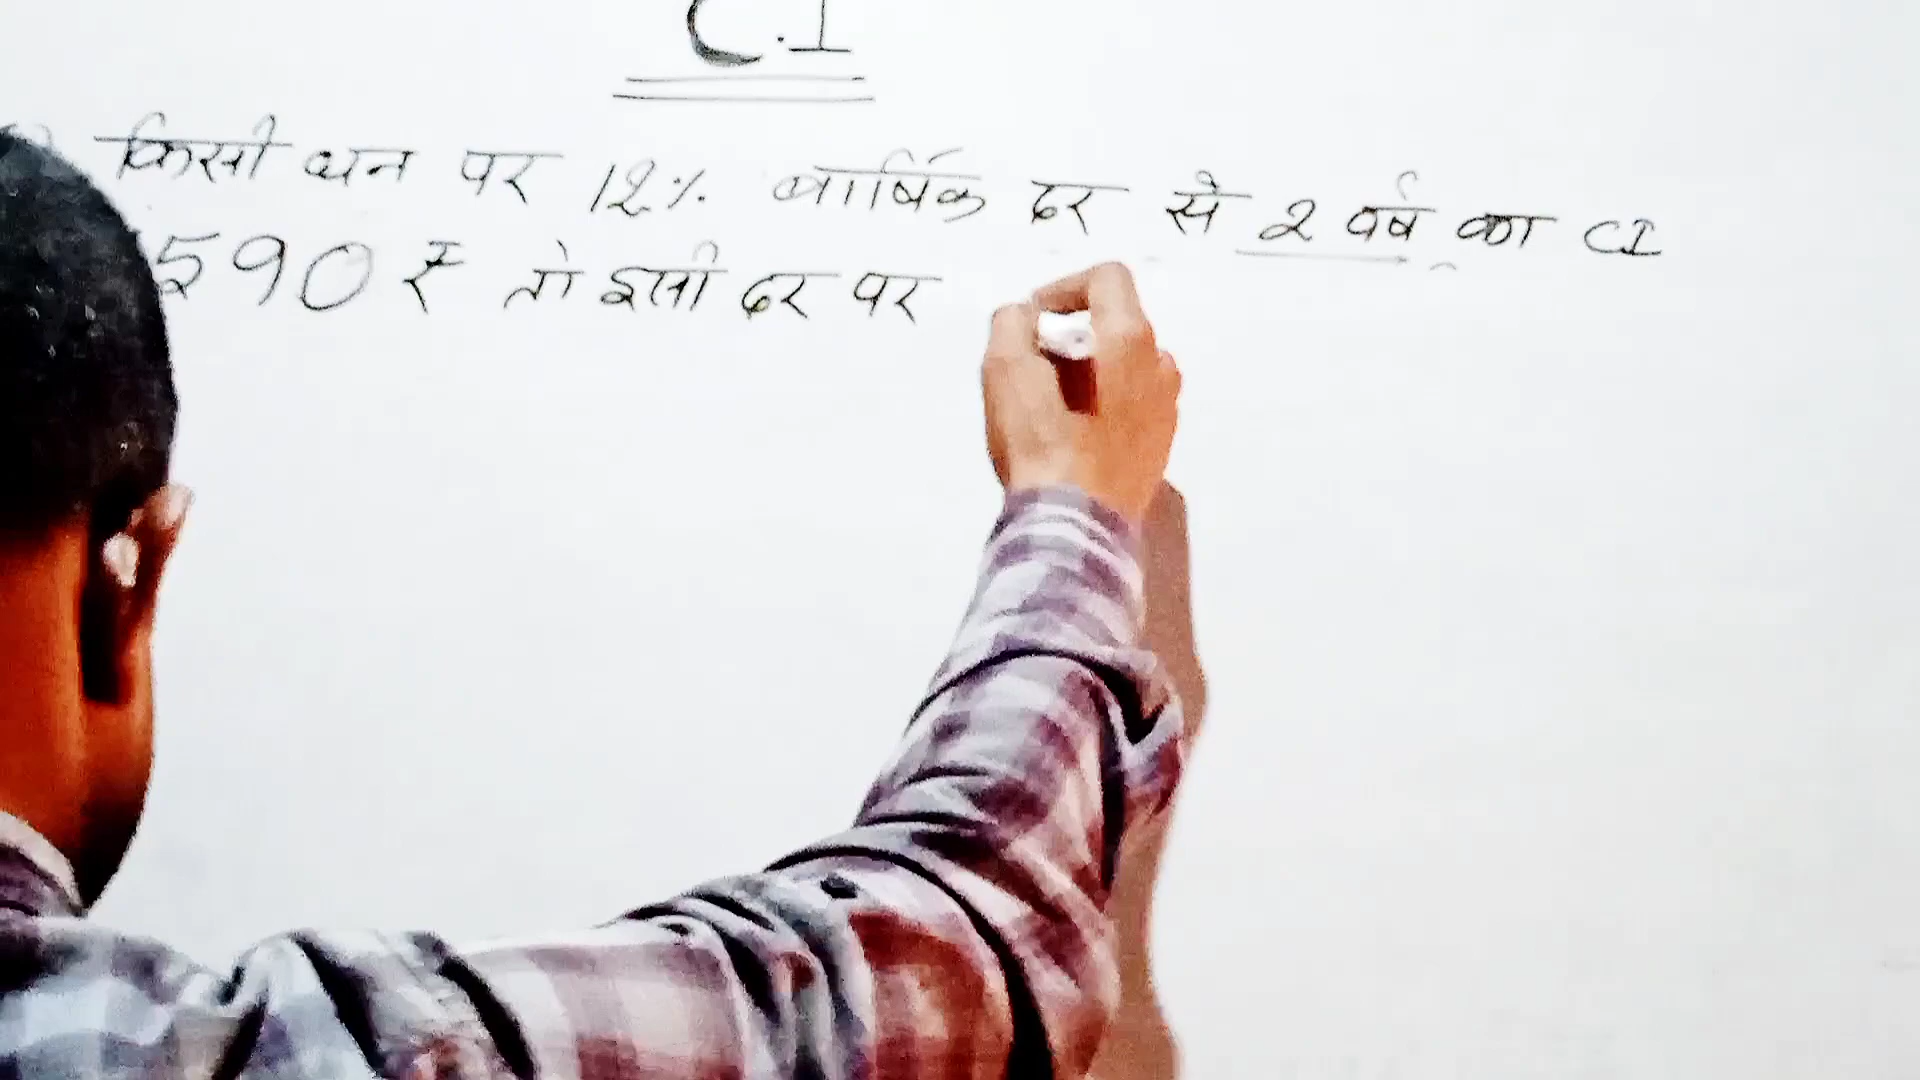 C.I
किसी धन पर 12% बार्षिक दर से 2 वर्ष का CI
590 ₹ तो इसी दर पर